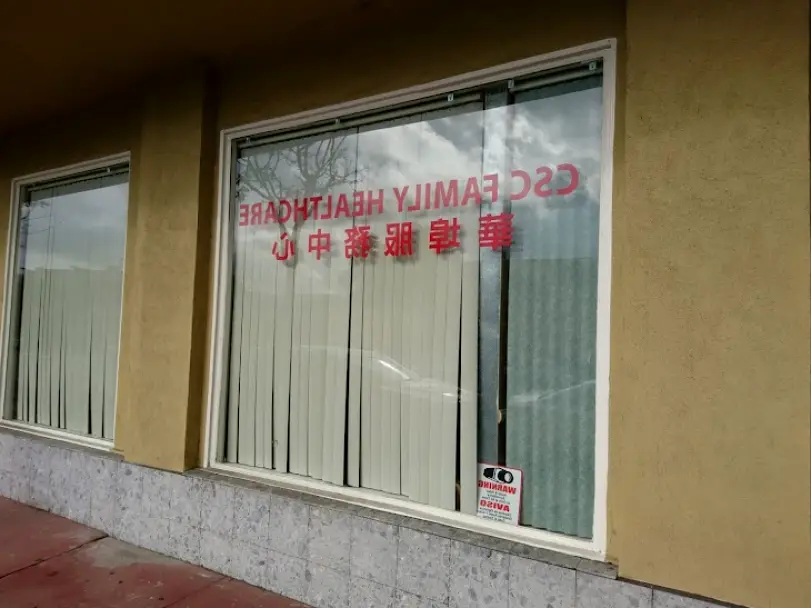 CSC FAMILY HEALTHCARE
華埠服務中心
WARNING
AVISO